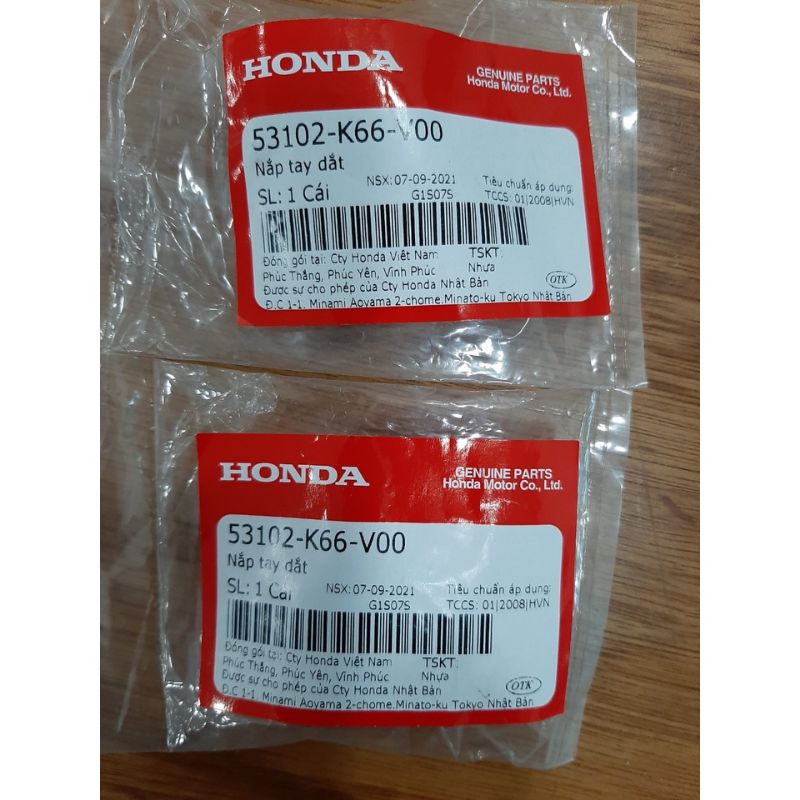 HONDA
GENUINE PARTS
Honda Motor Co., Ltd.
53102-K66-V00
Nắp tay dắt
SL: 1 Cái
NSX: 07-09-2021
G1S07S
Tiêu chuẩn áp dụng:
TCCS: 01|2008|HVN
Đóng gói tại: Cty Honda Việt Nam
TSKT:
Phúc Thắng, Phúc Yên, Vĩnh Phúc
Nhựa
Được sự cho phép của Cty Honda Nhật Bản
OTK
Đ.C 1-1. Minami Aoyama 2-chome.Minato-ku Tokyo Nhật Bản
HONDA
GENUINE PARTS
Honda Motor Co., Ltd.
53102-K66-V00
Nắp tay dắt
SL: 1 Cái
NSX: 07-09-2021
G1S07S
Tiêu chuẩn áp dụng:
TCCS: 01|2008|HVN
Đóng gói tại: Cty Honda Việt Nam
TSKT:
Phúc Thắng, Phúc Yên, Vĩnh Phúc
Nhựa
Được sự cho phép của Cty Honda Nhật Bản
OTK
Đ.C 1-1. Minami Aoyama 2-chome.Minato-ku Tokyo Nhật Bản